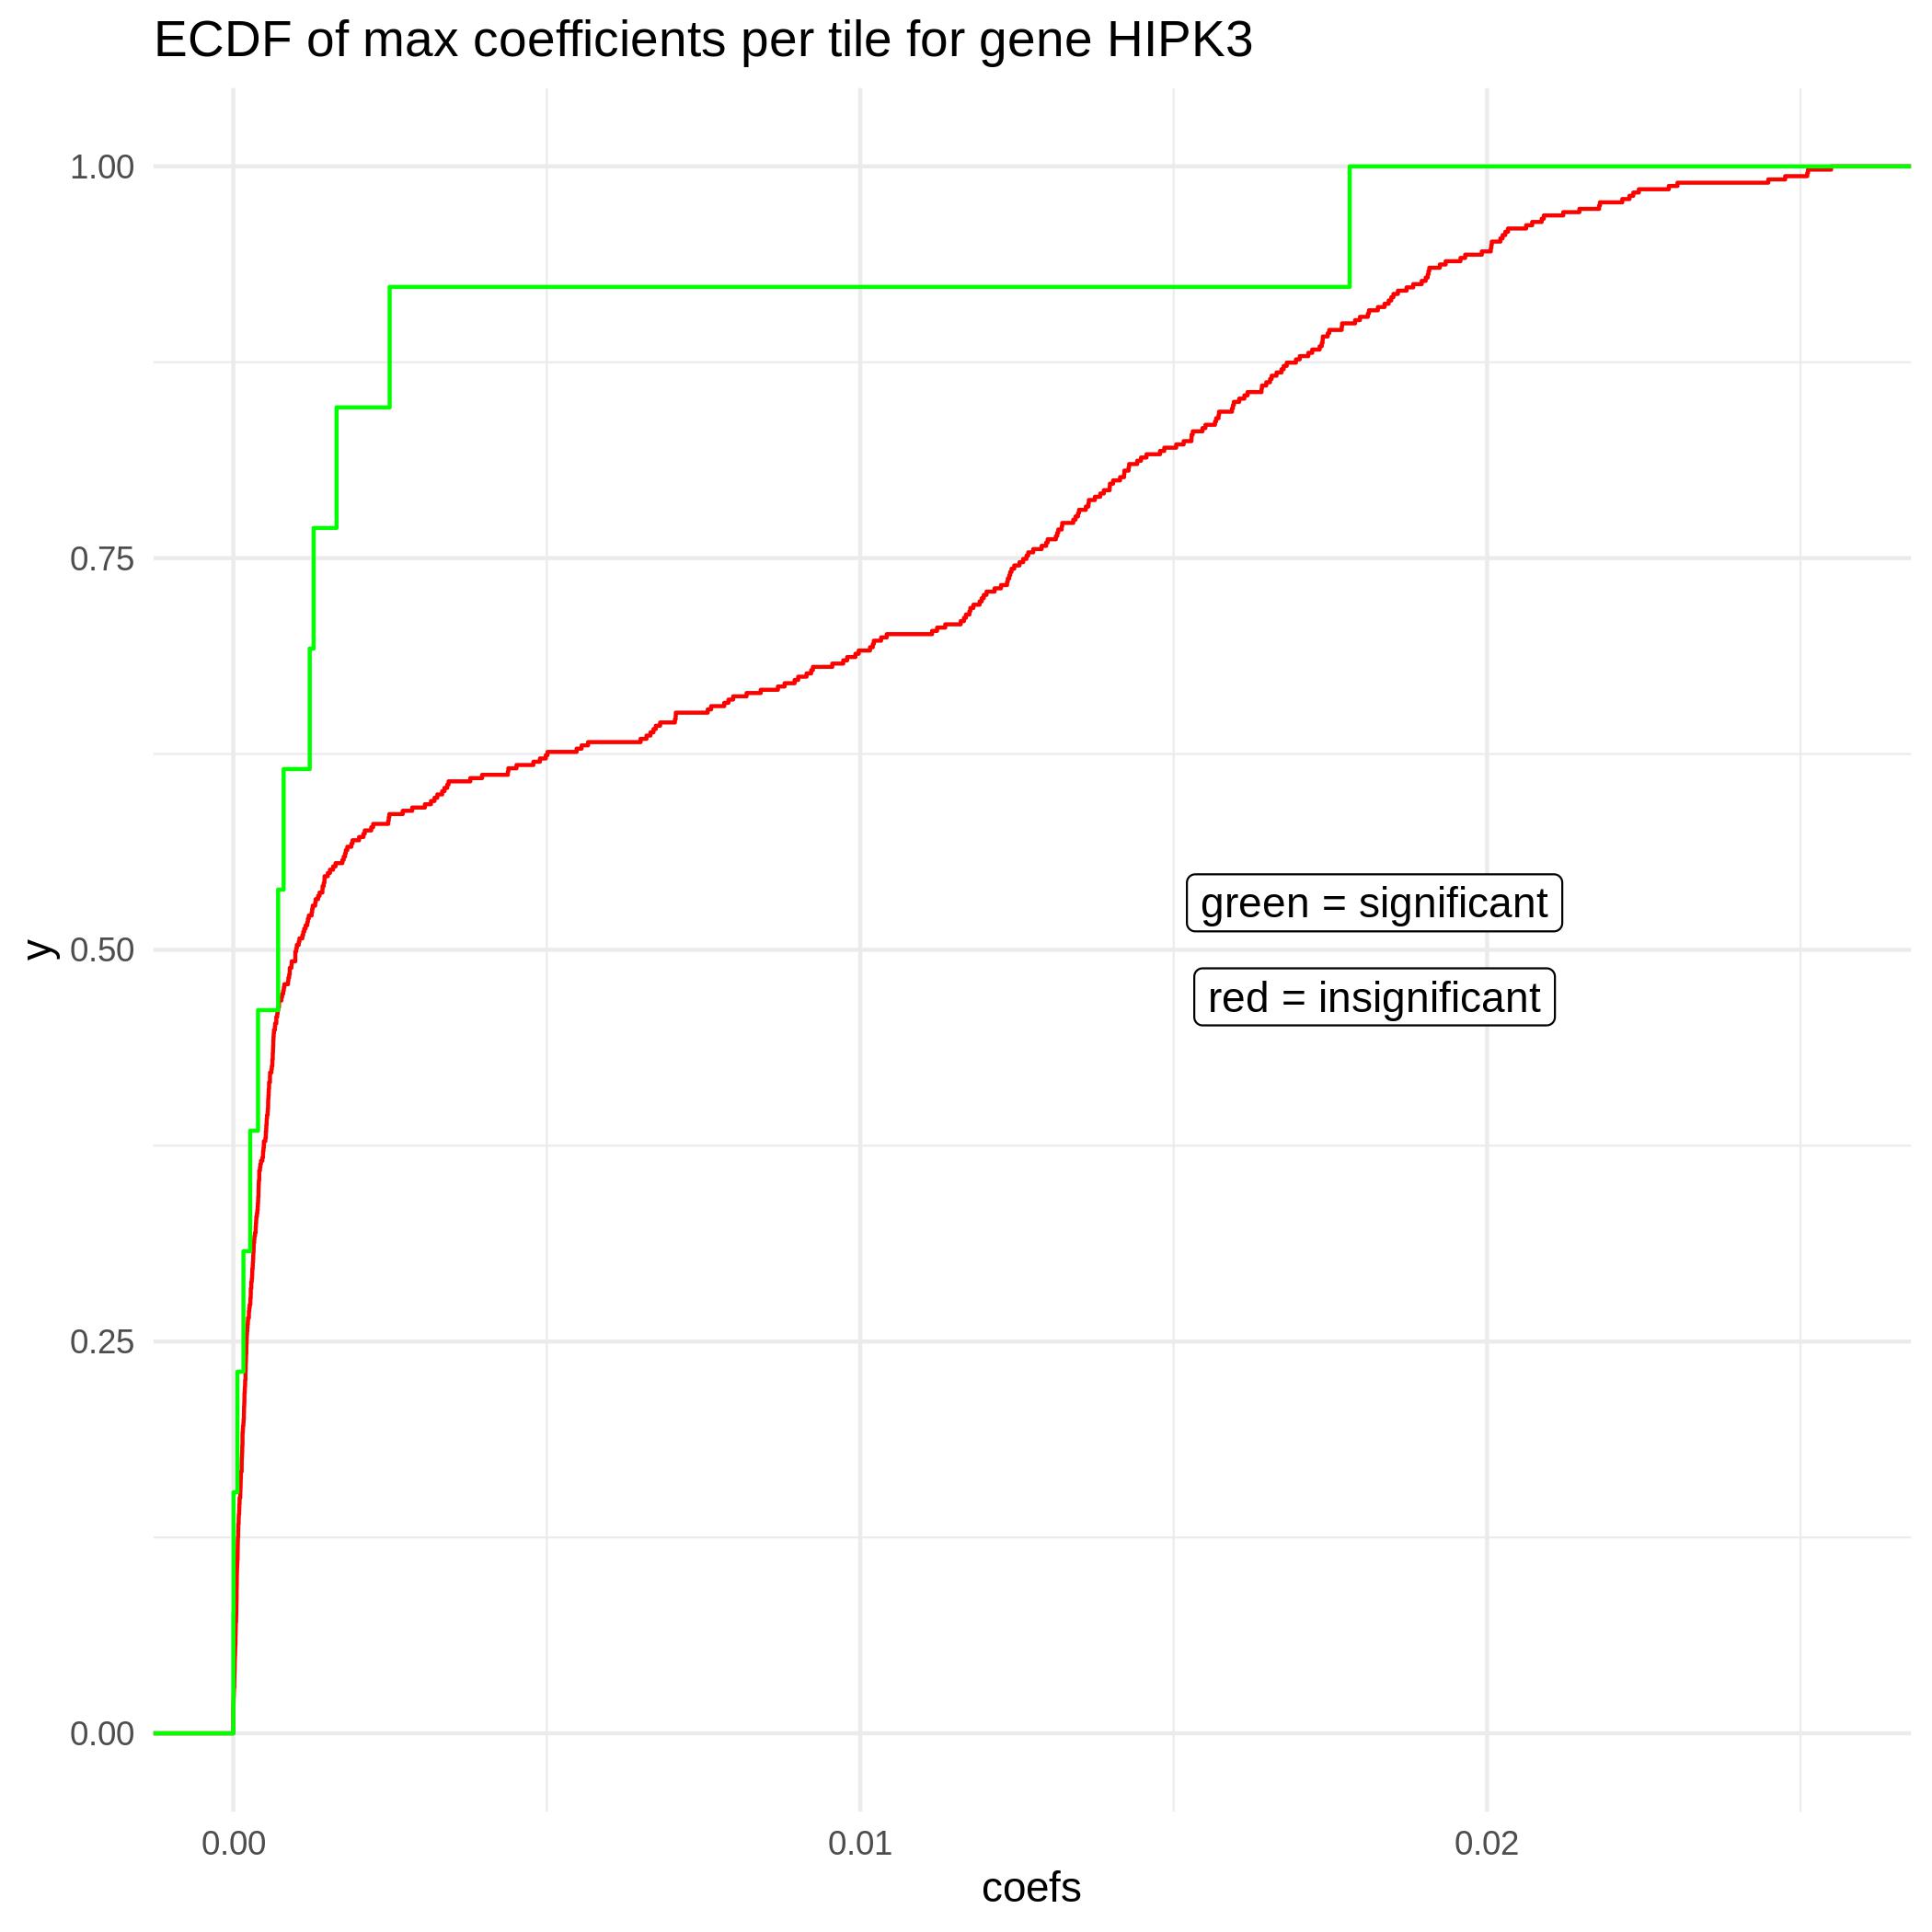 ECDF of max coefficients per tile for gene HIPK3
1.00
0.75
0.50
0.25
0.00
y
green = significant
red = insignificant
0.00
0.01
0.02
coefs